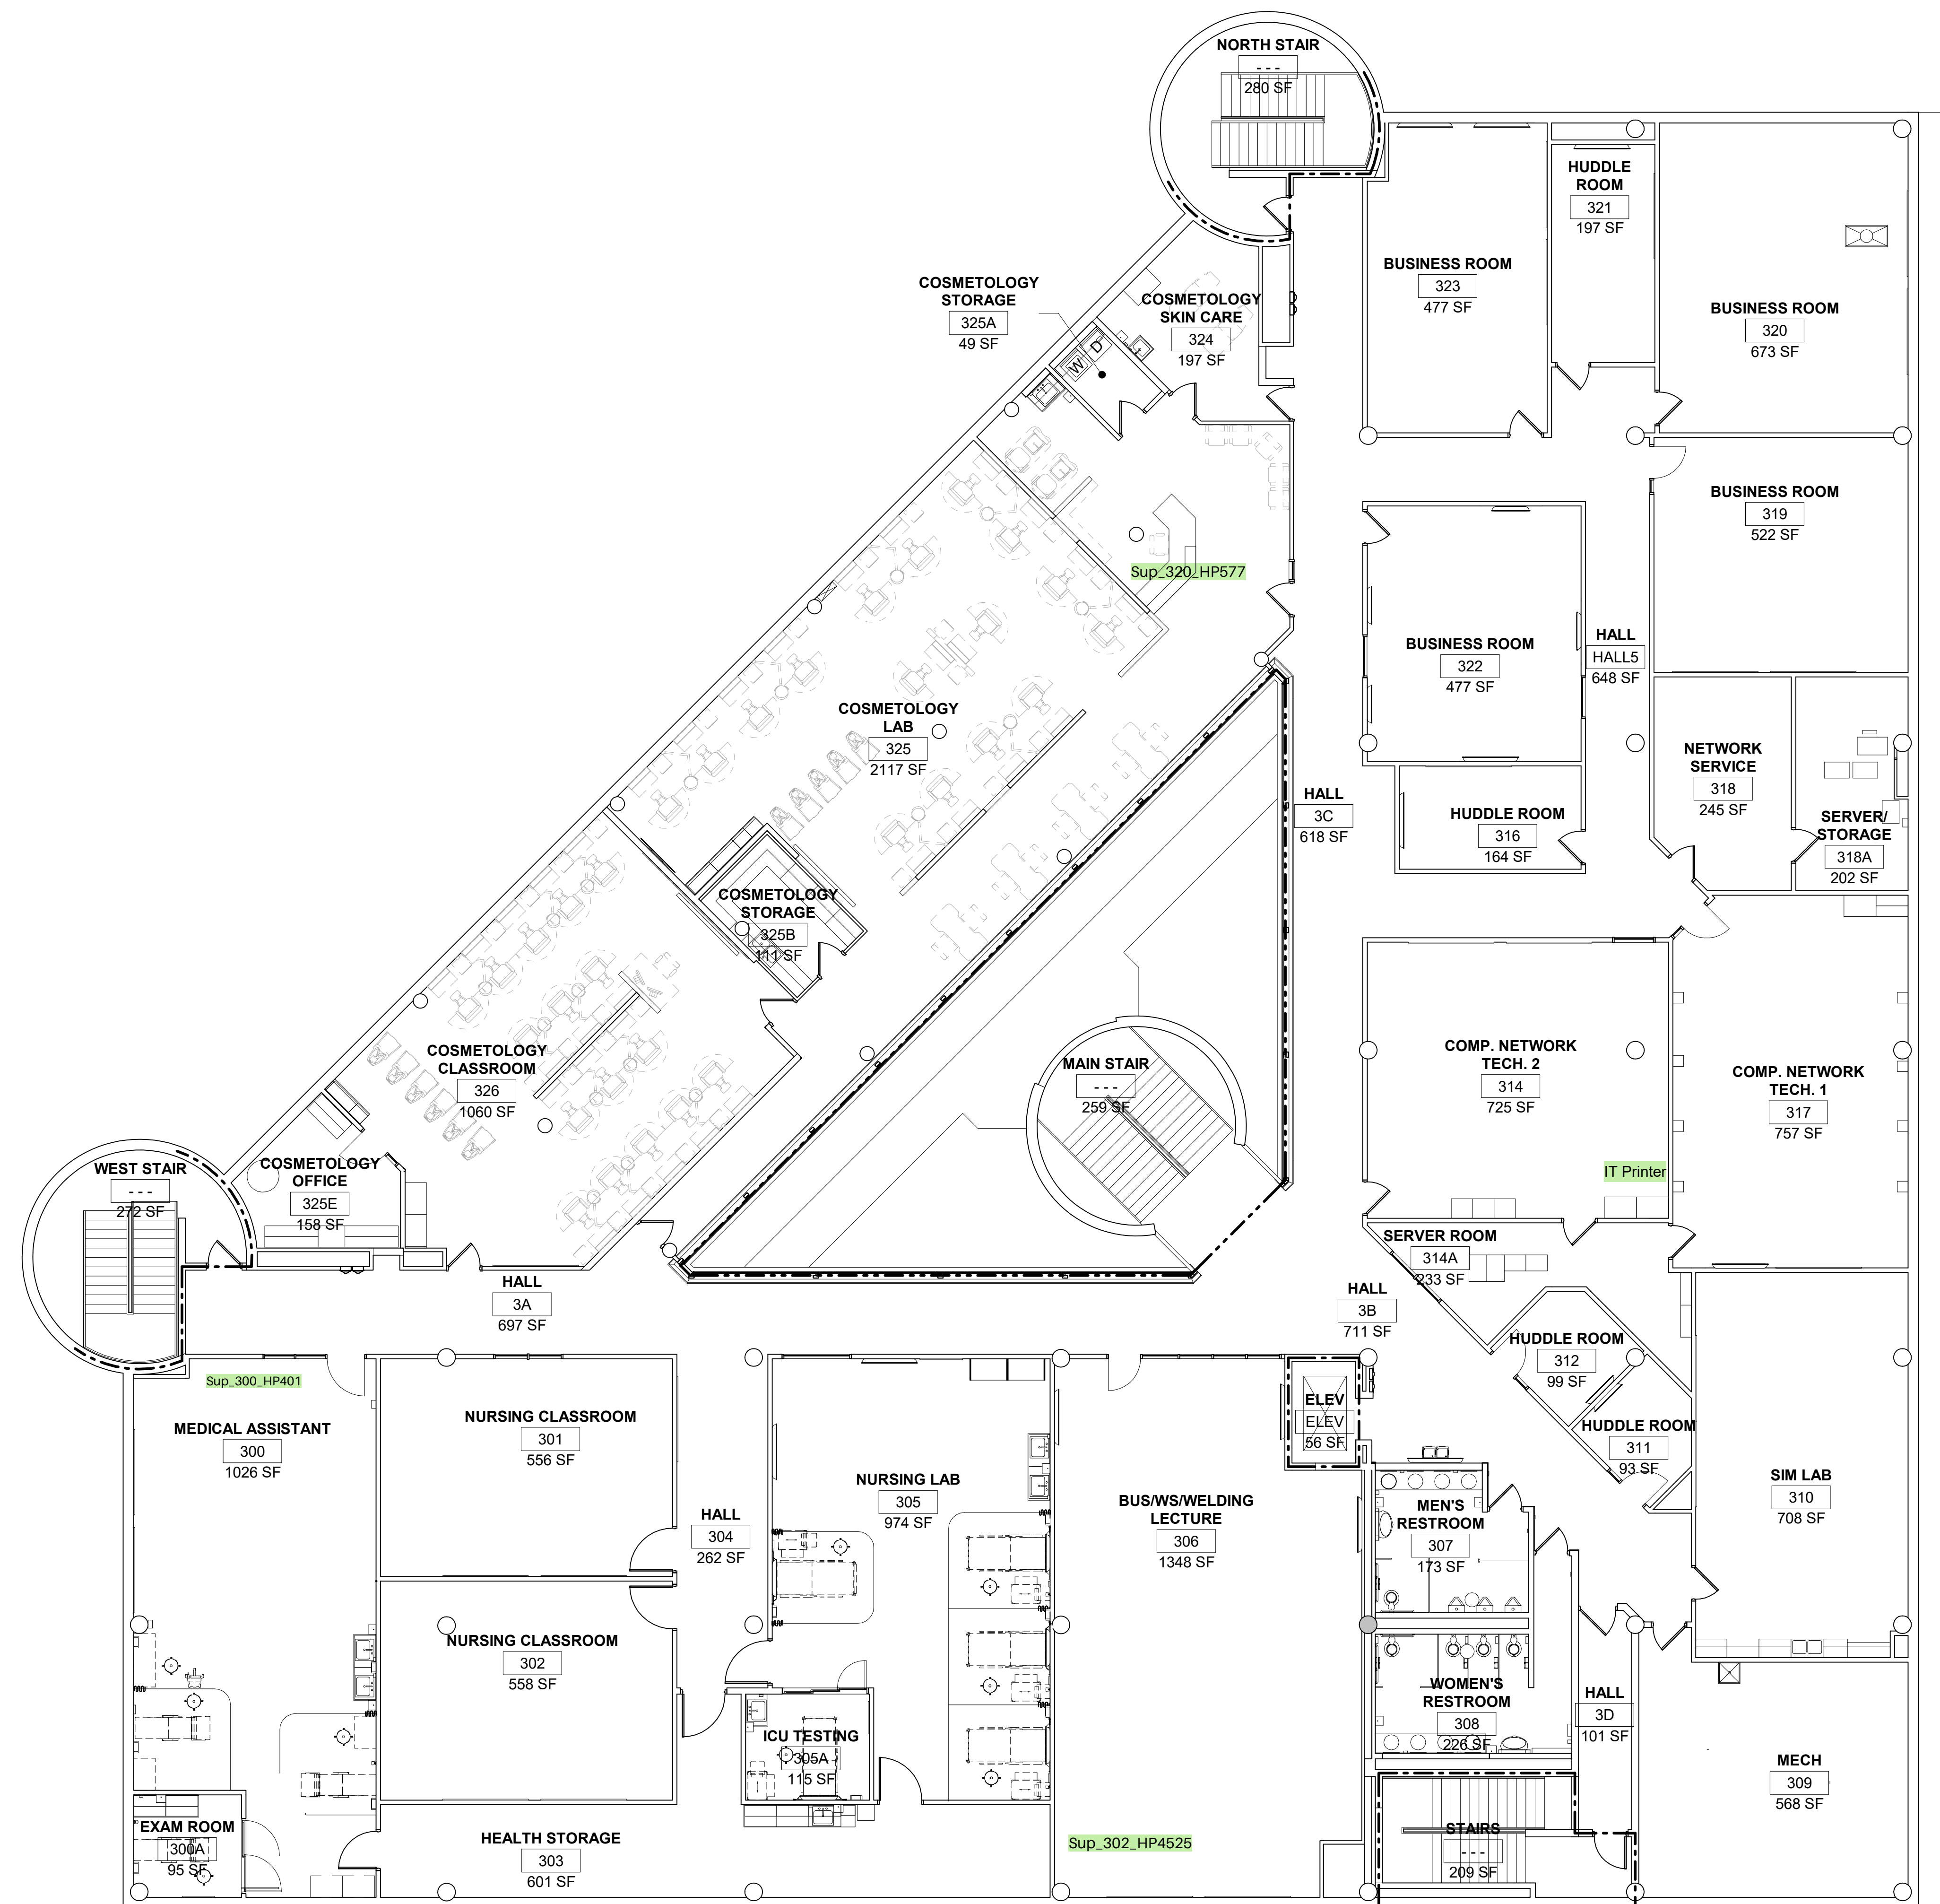 NORTH STAIR
- - -
280 SF
HUDDLE
ROOM
321
197 SF
BUSINESS ROOM
323
477 SF
BUSINESS ROOM
320
673 SF
COSMETOLOGY
STORAGE
325A
49 SF
COSMETOLOGY
SKIN CARE
324
197 SF
W
D
BUSINESS ROOM
319
522 SF
Sup_320_HP577
BUSINESS ROOM
322
477 SF
HALL
HALL5
648 SF
COSMETOLOGY
LAB
325
2117 SF
NETWORK
SERVICE
318
245 SF
HALL
3C
618 SF
HUDDLE ROOM
316
164 SF
SERVER/
STORAGE
318A
202 SF
COSMETOLOGY
STORAGE
325B
111 SF
COSMETOLOGY
CLASSROOM
326
1060 SF
MAIN STAIR
- - -
259 SF
COMP. NETWORK
TECH. 2
314
725 SF
COMP. NETWORK
TECH. 1
317
757 SF
IT Printer
WEST STAIR
- - -
272 SF
COSMETOLOGY
OFFICE
325E
158 SF
SERVER ROOM
314A
233 SF
HALL
3A
697 SF
HALL
3B
711 SF
HUDDLE ROOM
312
99 SF
Sup_300_HP401
MEDICAL ASSISTANT
300
1026 SF
NURSING CLASSROOM
301
556 SF
ELEV
ELEV
56 SF
HUDDLE ROOM
311
93 SF
NURSING LAB
305
974 SF
HALL
304
262 SF
BUS/WS/WELDING
LECTURE
306
1348 SF
MEN'S
RESTROOM
307
173 SF
SIM LAB
310
708 SF
NURSING CLASSROOM
302
558 SF
WOMEN'S
RESTROOM
308
226 SF
HALL
3D
101 SF
ICU TESTING
305A
115 SF
MECH
309
568 SF
EXAM ROOM
300A
95 SF
HEALTH STORAGE
303
601 SF
Sup_302_HP4525
STAIRS
- - -
209 SF